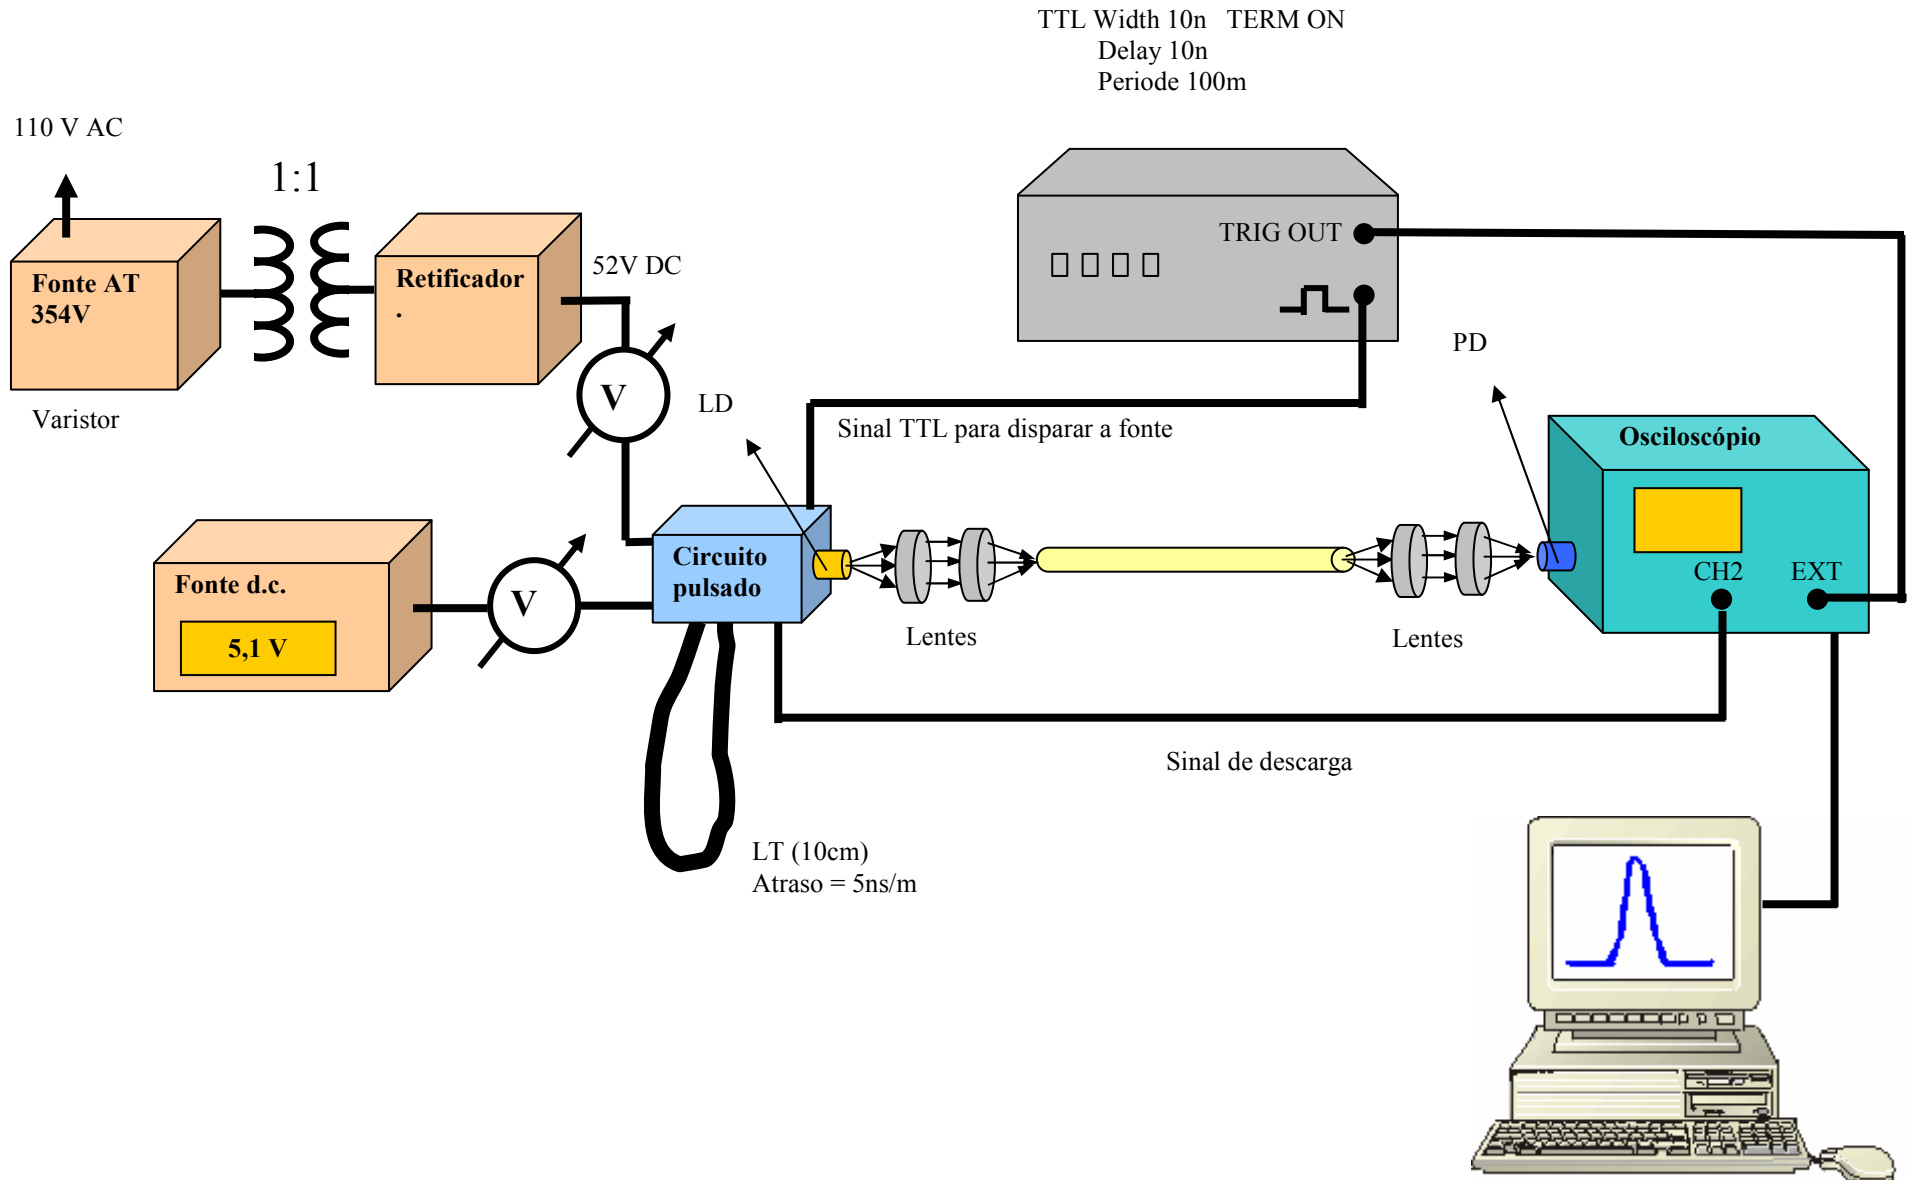 TTL Width 10n   TERM ON
Delay 10n
Periode 100m
110 V AC
1:1
TRIG OUT
Fonte AT
354V
Retificador
.
52V DC
V
Varistor
LD
PD
Sinal TTL para disparar a fonte
Osciloscópio
CH2
EXT
Fonte d.c.
5,1 V
V
Circuito
pulsado
Lentes
Lentes
Sinal de descarga
LT (10cm)
Atraso = 5ns/m